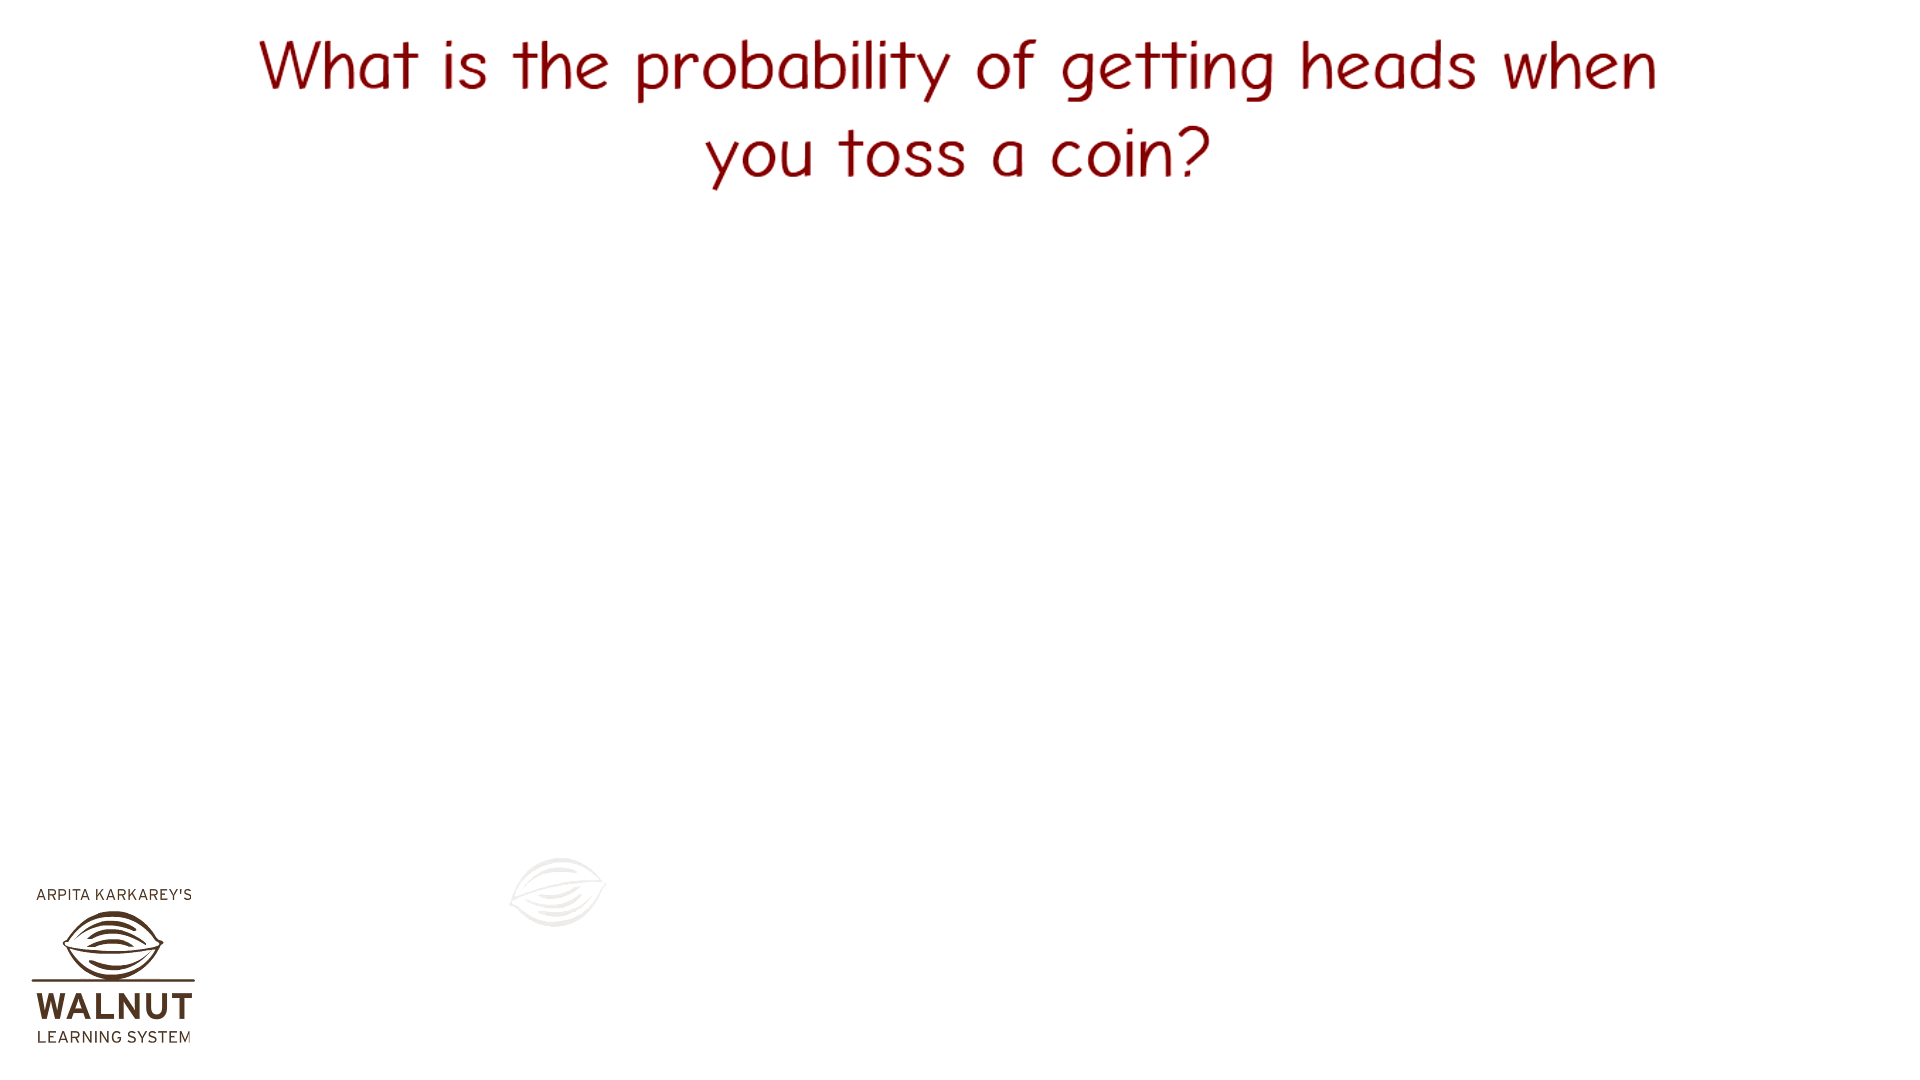 What is the probability of getting heads when
you toss a coin?
ARPITA KARKAREY'S
WALNUT
LEARNING SYSTEM